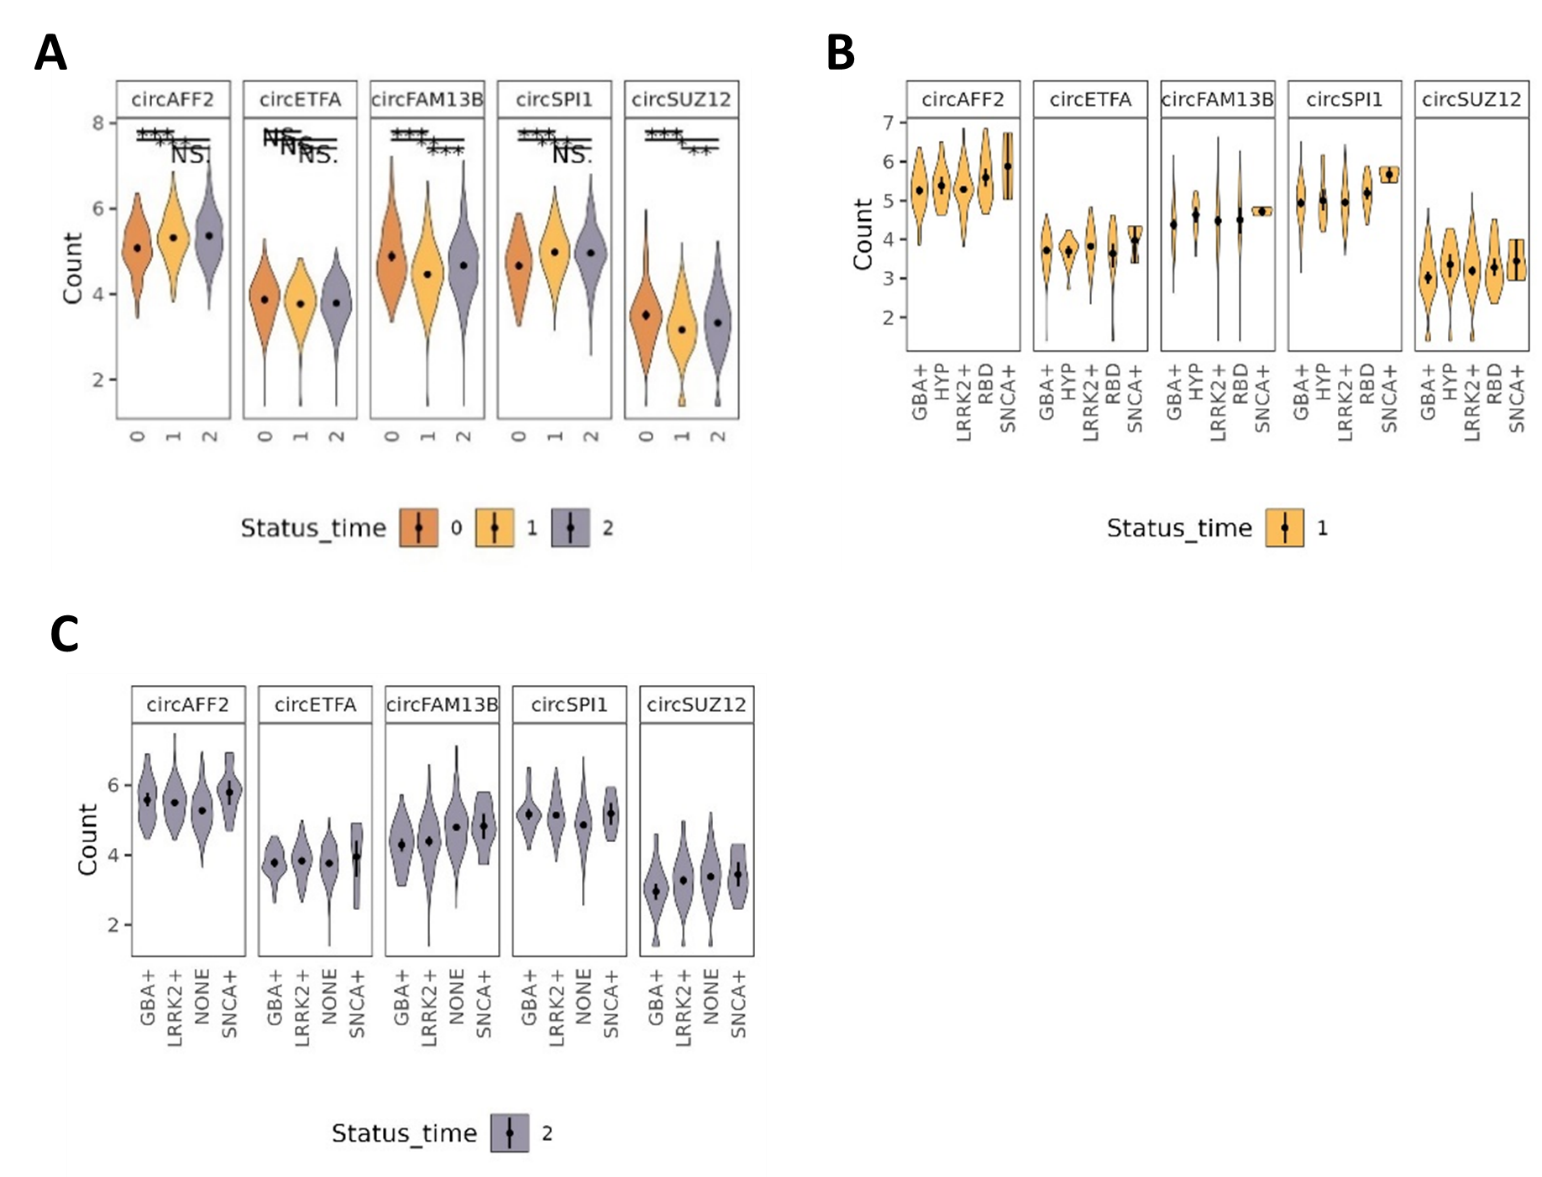 A
circAFF2 circETFA circFAM13B circSPI1 circSUZ12
*** NS. *** *** ***
NS. NS. NS. *** NS. **
Count
8
6
4
2
0 1 2 0 1 2 0 1 2 0 1 2 0 1 2
Status_time 0 1 2
B
circAFF2 circETFA circFAM13B circSPI1 circSUZ12
Count
7
6
5
4
3
2
GBA+ HYP LRRK2+ RBD SNCA+ GBA+ HYP LRRK2+ RBD SNCA+ GBA+ HYP LRRK2+ RBD SNCA+ GBA+ HYP LRRK2+ RBD SNCA+ GBA+ HYP LRRK2+ RBD SNCA+
Status_time 1
C
circAFF2 circETFA circFAM13B circSPI1 circSUZ12
Count
6
4
2
GBA+ LRRK2+ NONE SNCA+ GBA+ LRRK2+ NONE SNCA+ GBA+ LRRK2+ NONE SNCA+ GBA+ LRRK2+ NONE SNCA+ GBA+ LRRK2+ NONE SNCA+
Status_time 2